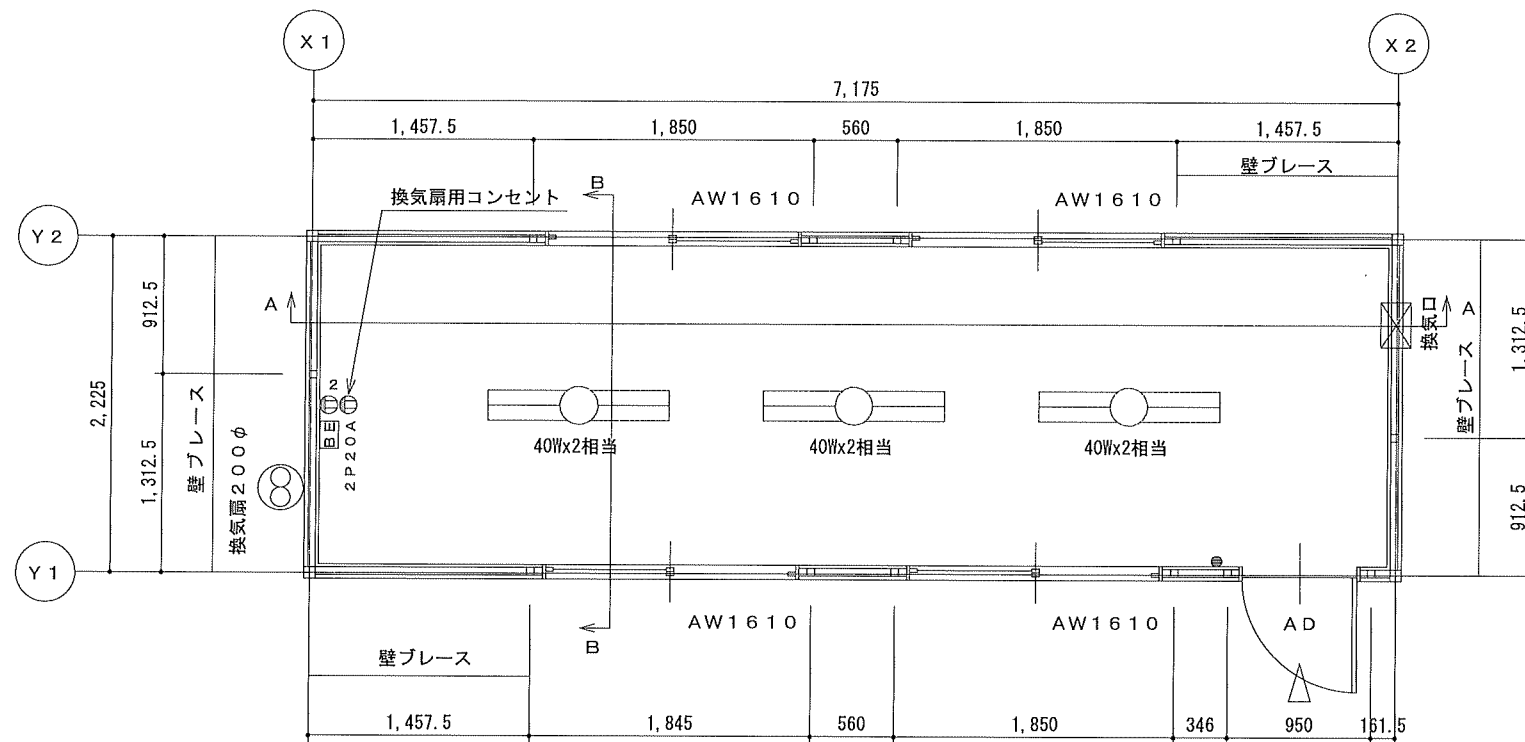 X1
X2
7,175
1,457.5
1,850
560
1,850
1,457.5
壁ブレース
換気扇用コンセント
B
AW1610
AW1610
Y2
912.5
2,225
1,312.5
A
A
換気口
壁ブレース
1,312.5
912.5
壁ブレース
換気扇200φ
2
BE
2P20A
40Wx2相当
40Wx2相当
40Wx2相当
Y1
AW1610
AW1610
AD
B
壁ブレース
1,457.5
1,845
560
1,850
346
950
161.5